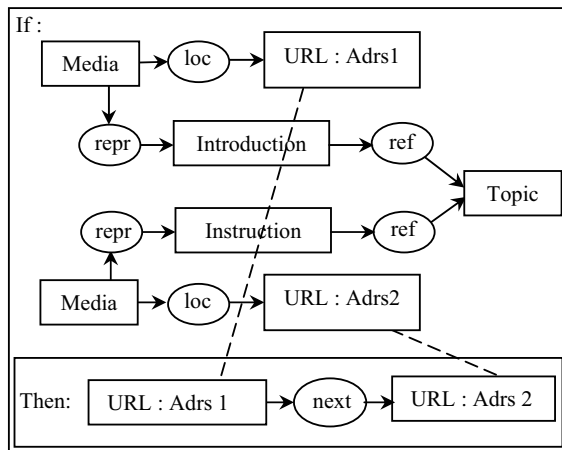 If :
Media
loc
URL : Adrs1
repr
Introduction
ref
Topic
repr
Instruction
ref
Media
loc
URL : Adrs2
Then:
URL : Adrs 1
next
URL : Adrs 2